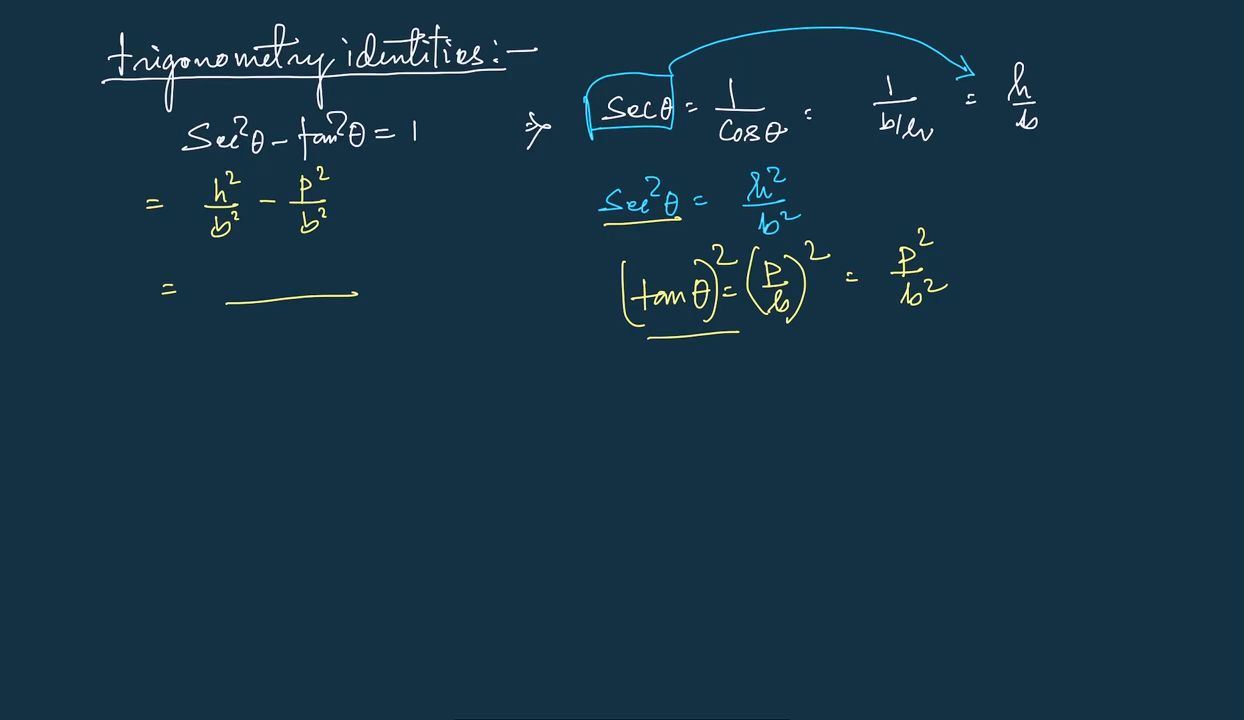 trigonometry identities:-
Sec²θ - tan²θ = 1
= h²/b² - P²/b²
=
⇒ Secθ = 1/Cosθ = 1/b/h = h/b
Sec²θ = h²/b²
(tan θ)² = (P/b)² = P²/b²